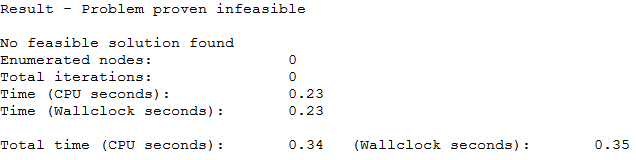 Result - Problem proven infeasible
No feasible solution found
Enumerated nodes: 0
Total iterations: 0
Time (CPU seconds): 0.23
Time (Wallclock seconds): 0.23
Total time (CPU seconds): 0.34 (Wallclock seconds): 0.35